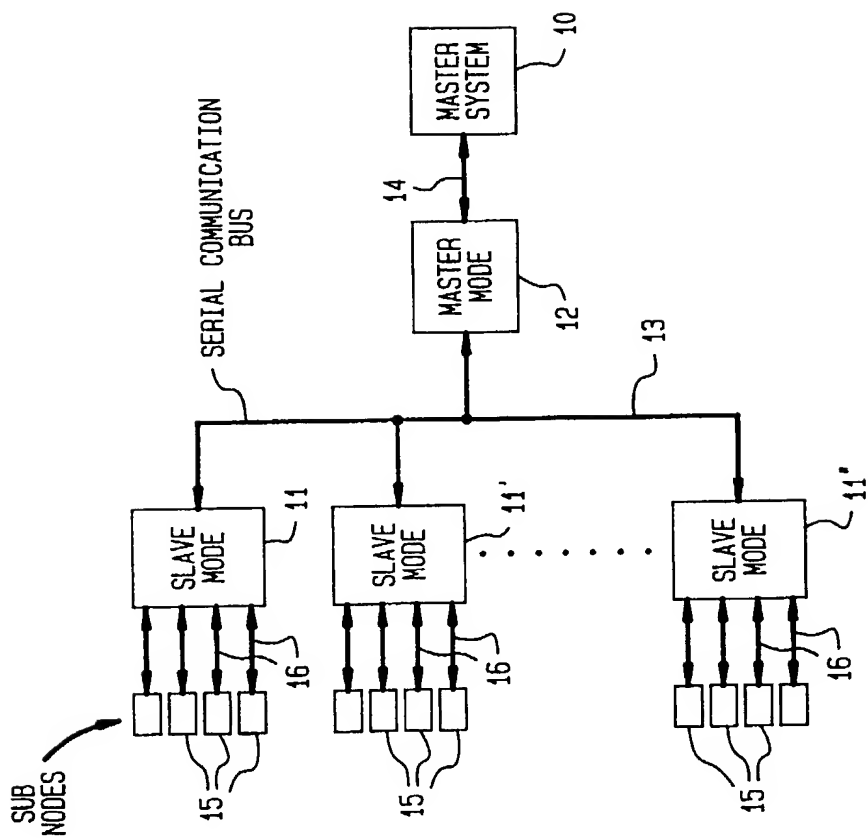 SUB
NODES
15
16
SLAVE
MODE
11
15
16
SLAVE
MODE
11'
15
16
SLAVE
MODE
11"
SERIAL COMMUNICATION
BUS
13
MASTER
MODE
12
14
MASTER
SYSTEM
10